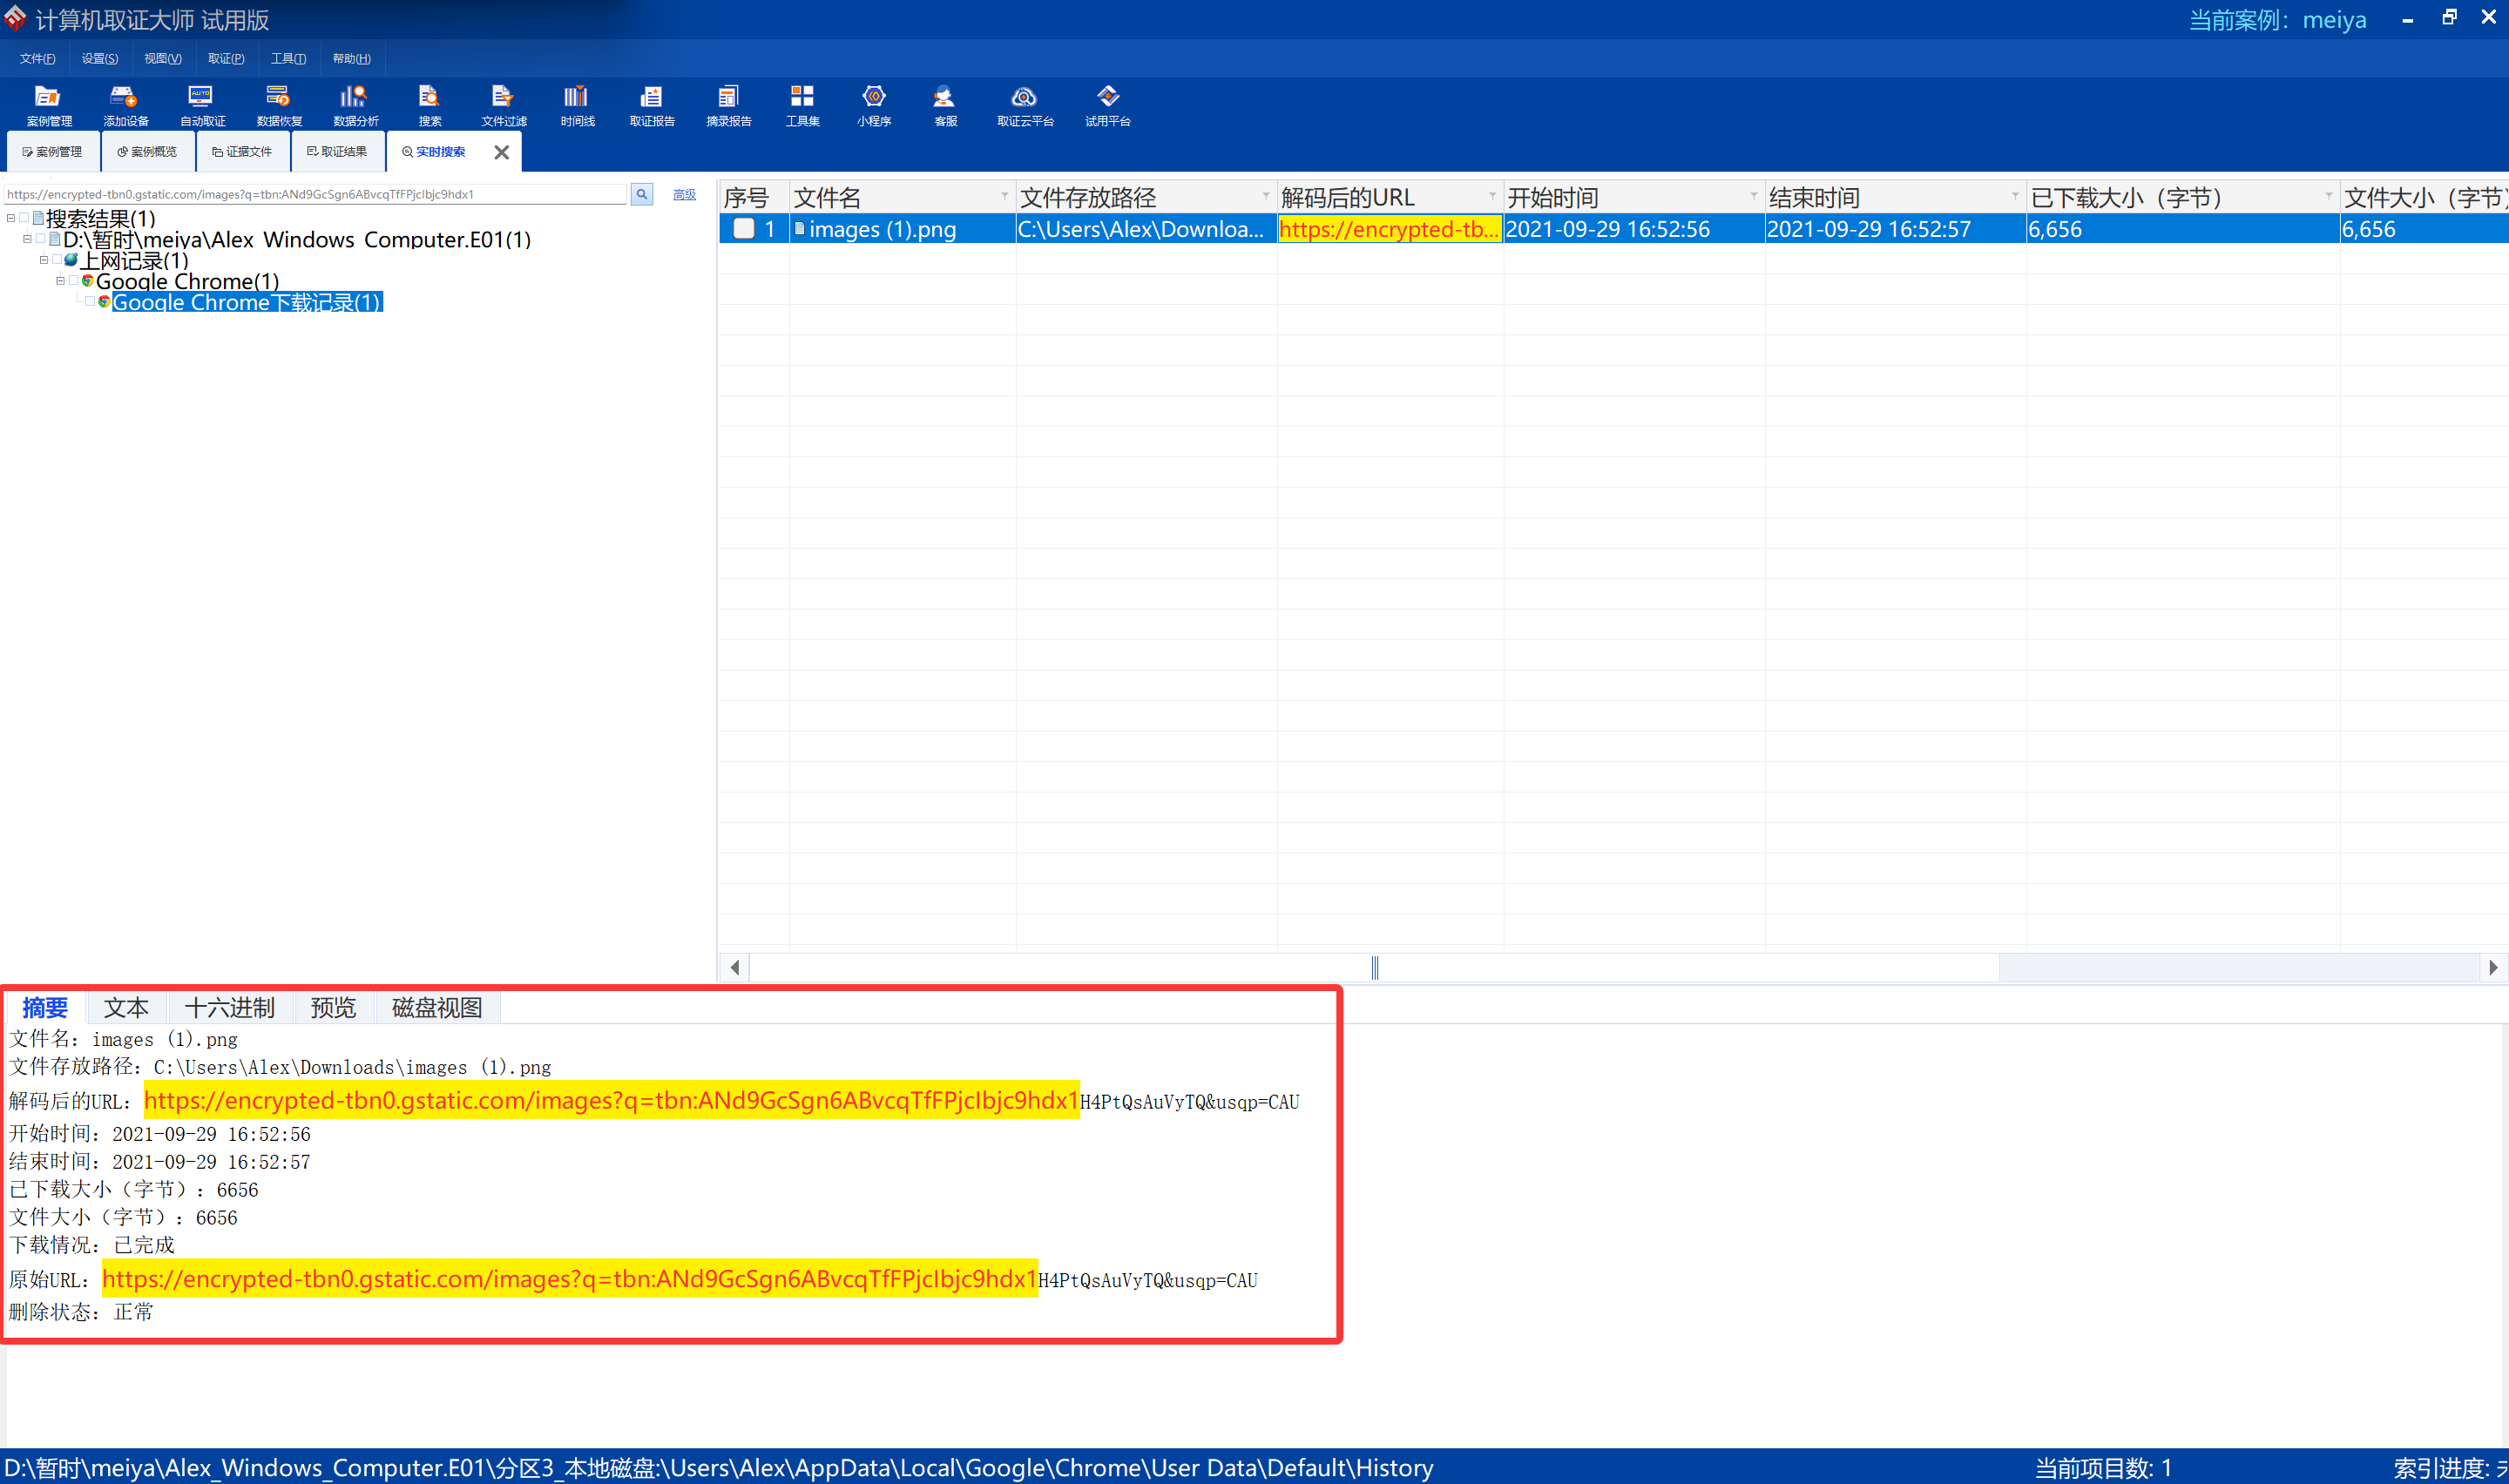 计算机取证大师 试用版
当前案例：meiya
文件(F) 设置(S) 视图(V) 取证(P) 工具(T) 帮助(H)
案例管理 添加设备 自动取证 数据恢复 数据分析 搜索 文件过滤 时间线 取证报告 摘录报告 工具集 小程序 客服 取证云平台 试用平台
案例管理 案例概览 证据文件 取证结果 实时搜索
https://encrypted-tbn0.gstatic.com/images?q=tbn:ANd9GcSgn6ABvcqTfFPjcIbjc9hdx1 高级
搜索结果(1)
D:\暂时\meiya\Alex_Windows_Computer.E01(1)
上网记录(1)
Google Chrome(1)
Google Chrome下载记录(1)
序号 文件名 文件存放路径 解码后的URL 开始时间 结束时间 已下载大小（字节） 文件大小（字节）
1 images (1).png C:\Users\Alex\Downloa... https://encrypted-tb... 2021-09-29 16:52:56 2021-09-29 16:52:57 6,656 6,656
摘要 文本 十六进制 预览 磁盘视图
文件名：images (1).png
文件存放路径：C:\Users\Alex\Downloads\images (1).png
解码后的URL：https://encrypted-tbn0.gstatic.com/images?q=tbn:ANd9GcSgn6ABvcqTfFPjcIbjc9hdx1H4PtQsAuVyTQ&usqp=CAU
开始时间：2021-09-29 16:52:56
结束时间：2021-09-29 16:52:57
已下载大小（字节）：6656
文件大小（字节）：6656
下载情况：已完成
原始URL：https://encrypted-tbn0.gstatic.com/images?q=tbn:ANd9GcSgn6ABvcqTfFPjcIbjc9hdx1H4PtQsAuVyTQ&usqp=CAU
删除状态：正常
D:\暂时\meiya\Alex_Windows_Computer.E01\分区3_本地磁盘:\Users\Alex\AppData\Local\Google\Chrome\User Data\Default\History
当前项目数: 1
索引进度: